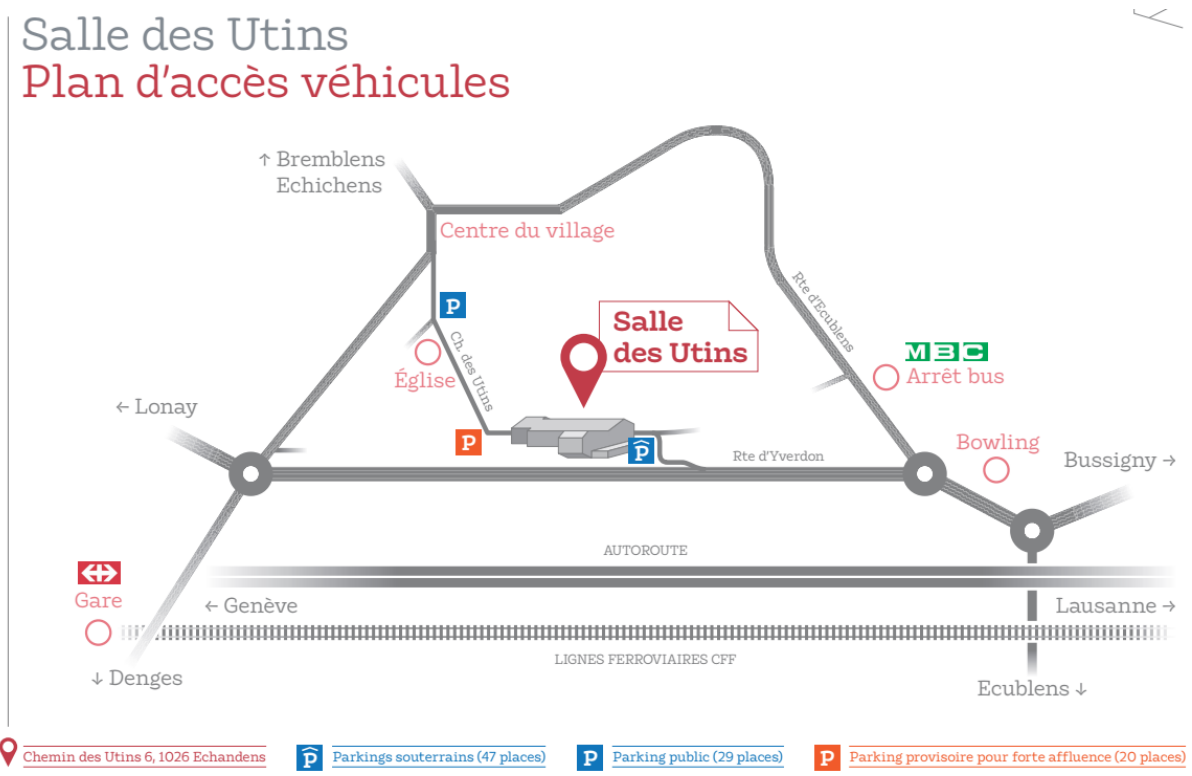 Salle des Utins
Plan d'accès véhicules
↑ Bremblens
Echichens
Centre du village
P
Rte d'Ecublens
Salle
des Utins
Ch. des Utins
MBC
Arrêt bus
Église
← Lonay
P
P
Rte d'Yverdon
Bowling
Bussigny →
AUTOROUTE
Gare
← Genève
Lausanne →
LIGNES FERROVIAIRES CFF
↓ Denges
Ecublens ↓
Chemin des Utins 6, 1026 Echandens
P Parkings souterrains (47 places)
P Parking public (29 places)
P Parking provisoire pour forte affluence (20 places)